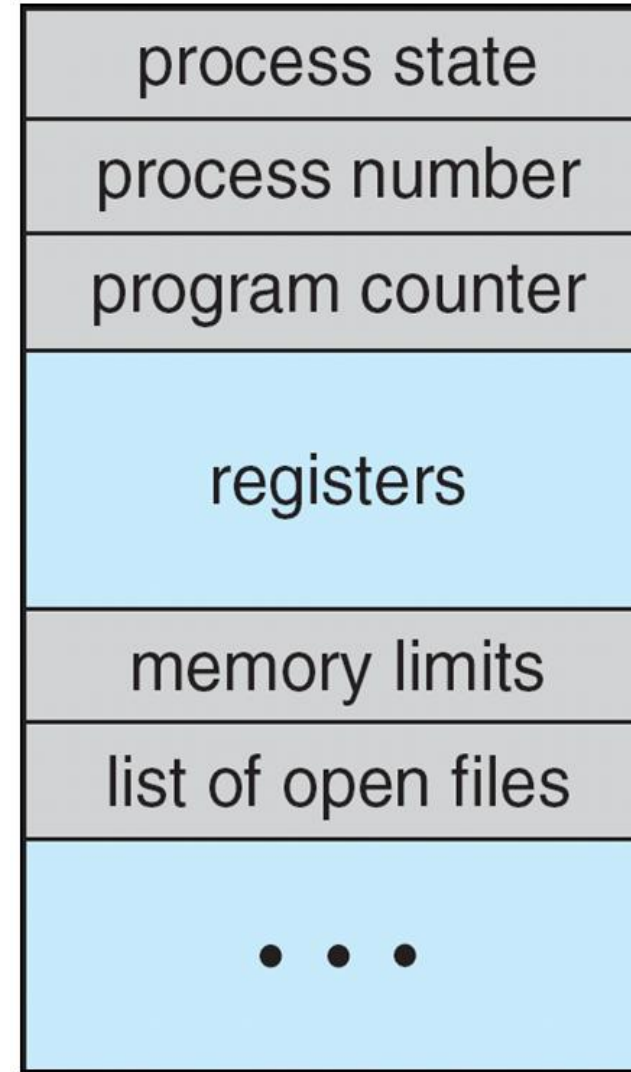 process state
process number
program counter
registers
memory limits
list of open files
• • •